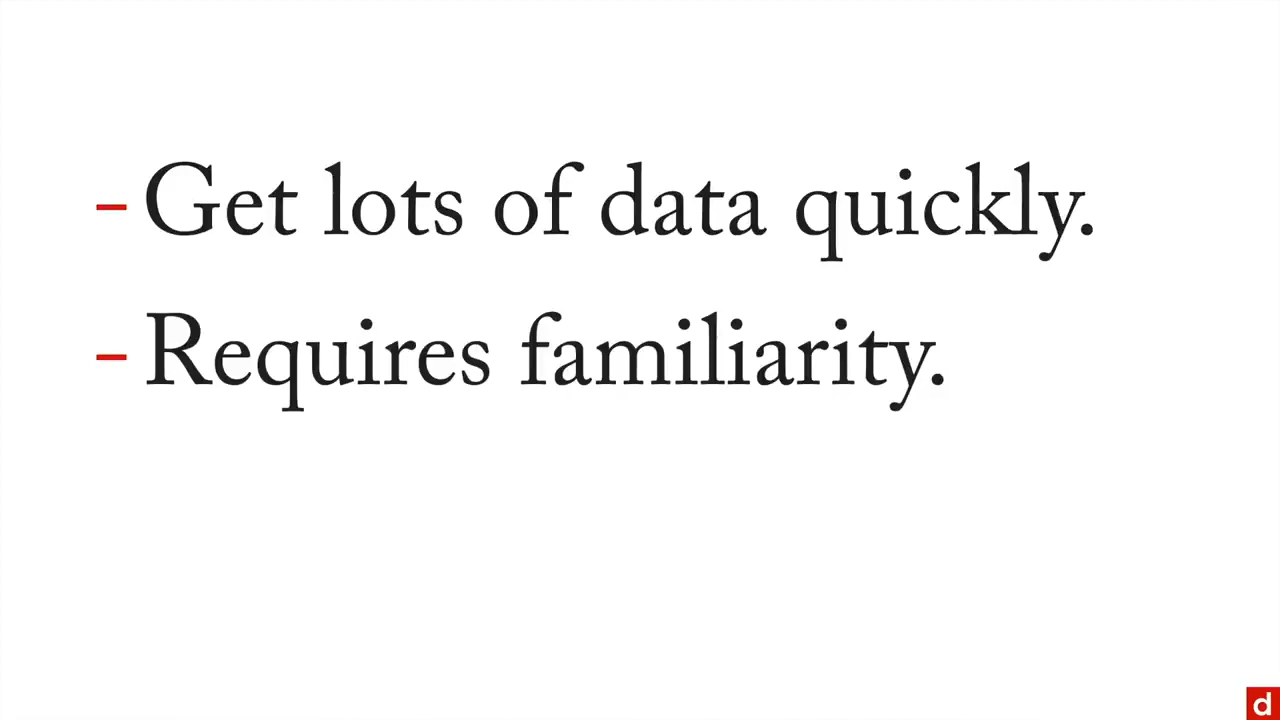 - Get lots of data quickly.
- Requires familiarity.
d